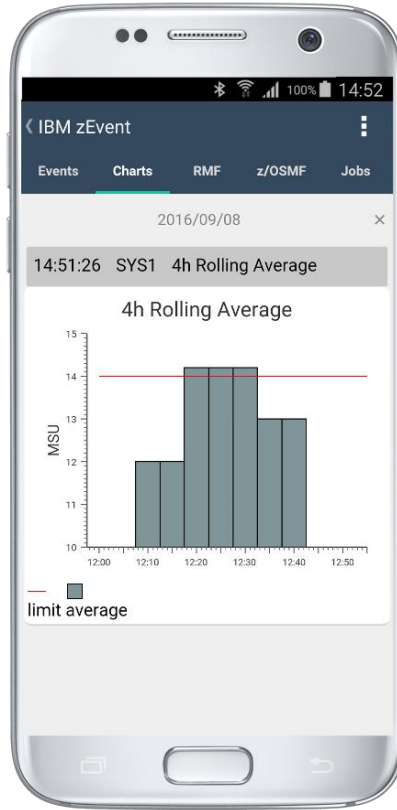 100% 14:52
IBM zEvent
Events Charts RMF z/OSMF Jobs
2016/09/08 ×
14:51:26 SYS1 4h Rolling Average
4h Rolling Average
15
14
13
12
11
10
MSU
12:00 12:10 12:20 12:30 12:40 12:50
limit average